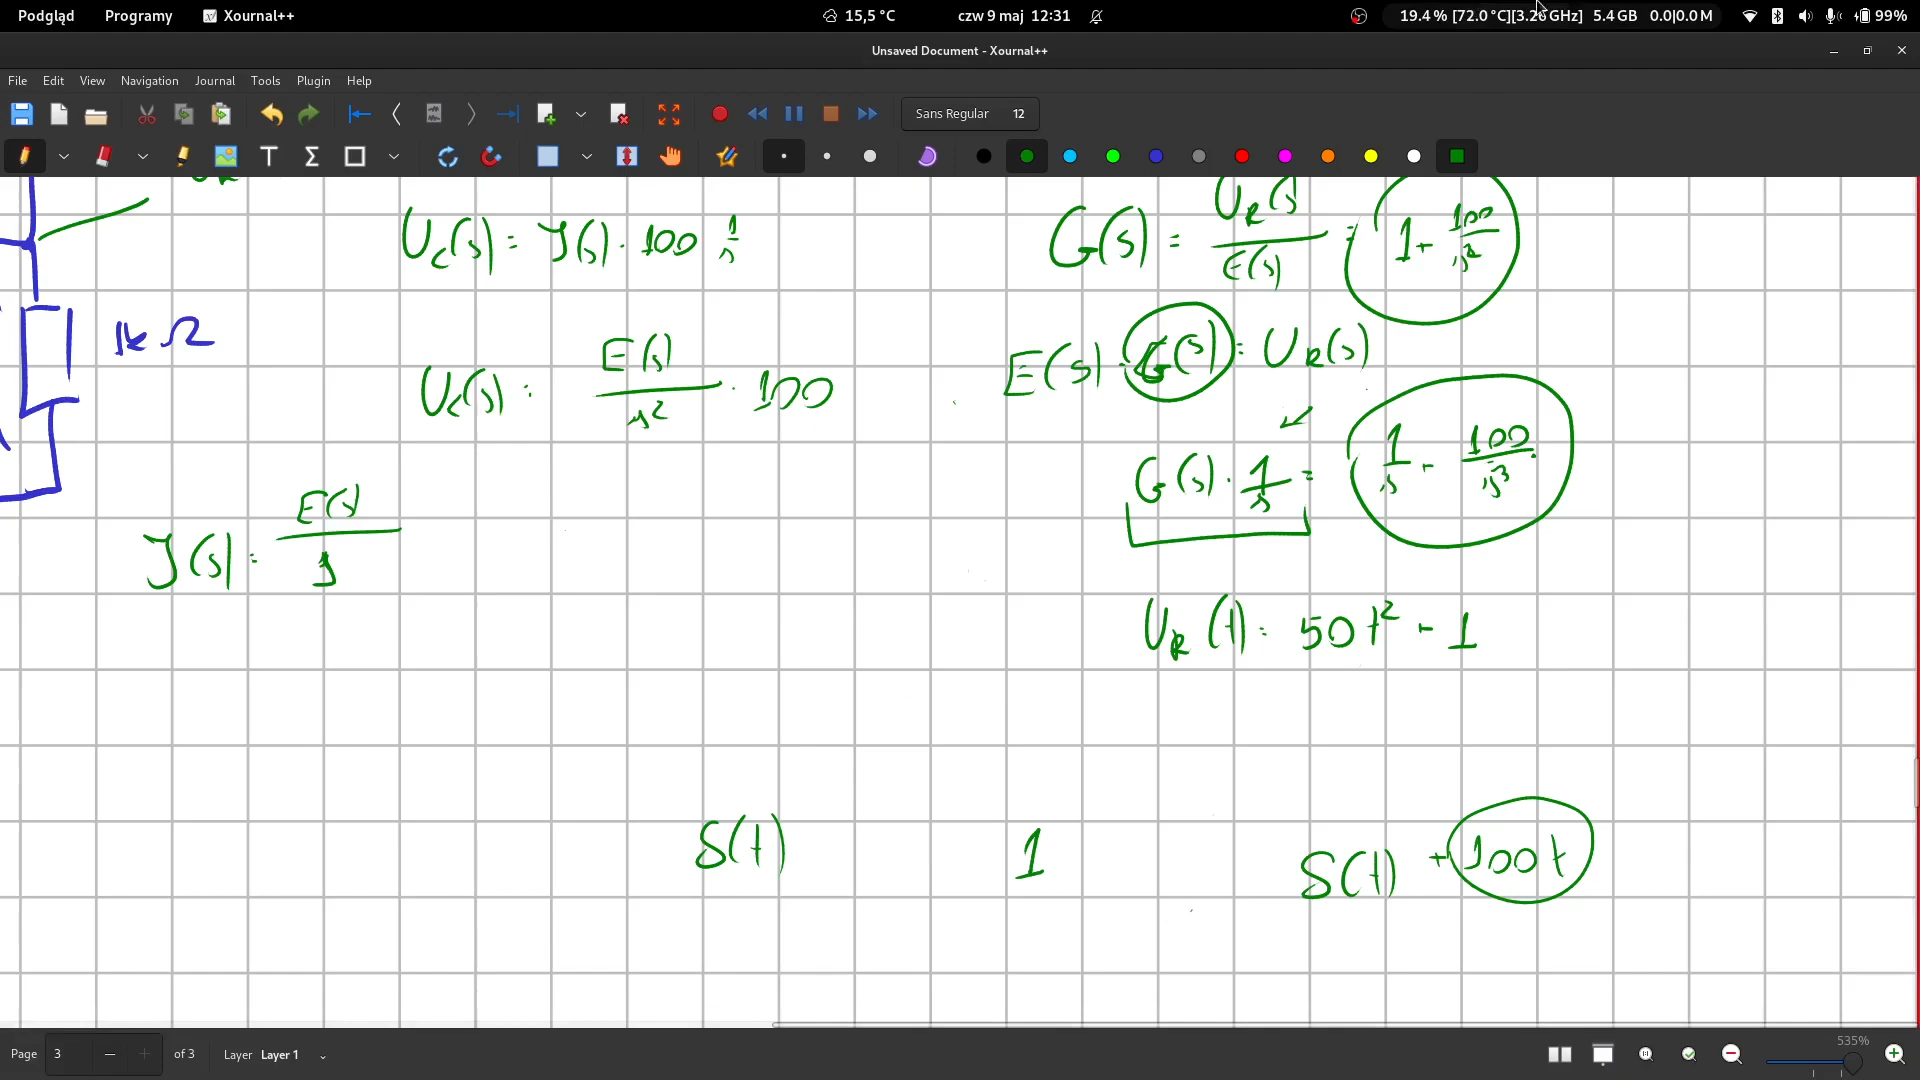 Podgląd Programy Xournal++ 15,5 °C czw 9 maj 12:31 19.4 % [72.0 °C][3.2 GHz] 5.4 GB 0.0|0.0 M 99%
Unsaved Document - Xournal++
File Edit View Navigation Journal Tools Plugin Help
Sans Regular 12
U_C(s) = J(s) · 100 1/s
G(s) = U_R(s)/E(s) = 1 + 100/s²
1k Ω
U_C(s) = E(s)/s² · 100
E(s) · G(s) = U_R(s)
G(s) · 1/s = 1/s + 100/s³
J(s) = E(s)/s
U_R(t) = 50t² + 1
δ(t) 1 δ(t) + 100t
Page 3 of 3 Layer Layer 1
535%